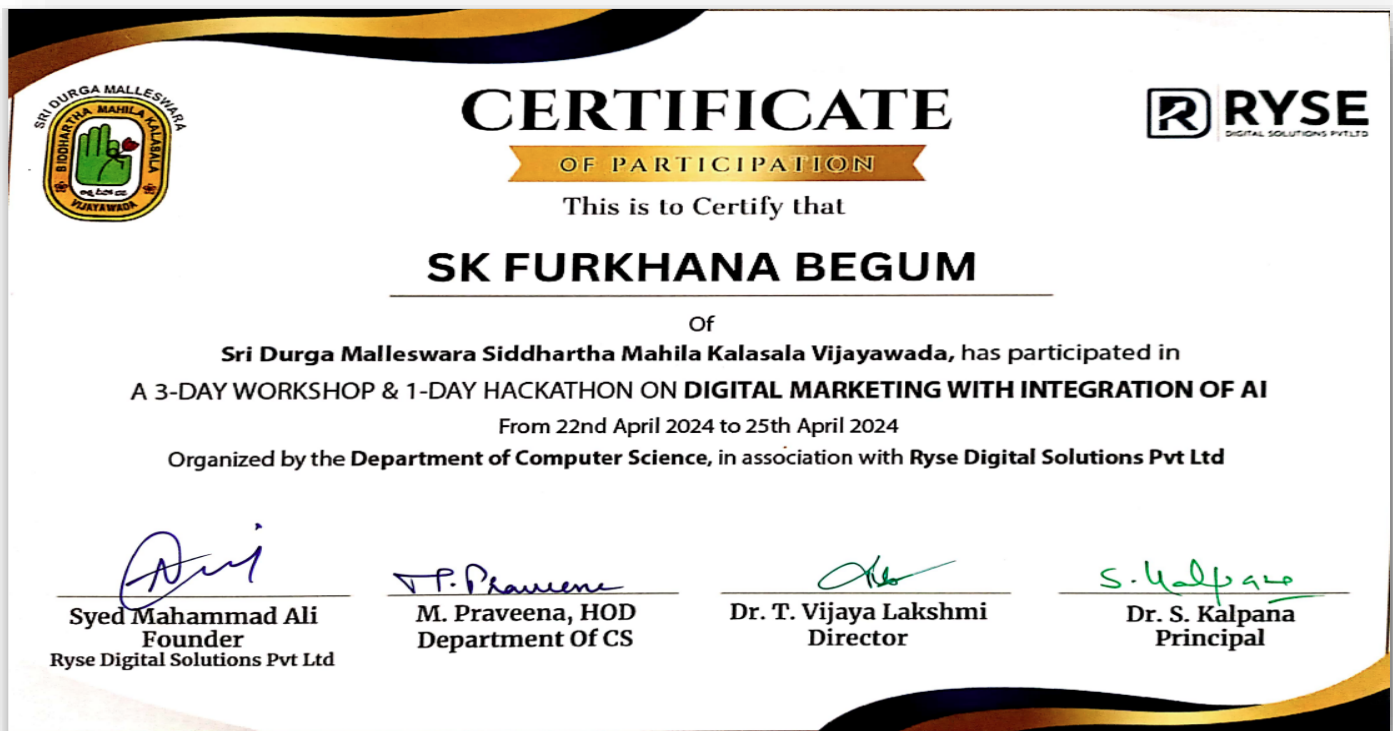 SRI DURGA MALLESWARA
SIDDHARTHA MAHILA KALASALA
VIJAYAWADA
RYSE
DIGITAL SOLUTIONS PVTLTD
CERTIFICATE
OF PARTICIPATION
This is to Certify that
SK FURKHANA BEGUM
Of
Sri Durga Malleswara Siddhartha Mahila Kalasala Vijayawada, has participated in
A 3-DAY WORKSHOP & 1-DAY HACKATHON ON DIGITAL MARKETING WITH INTEGRATION OF AI
From 22nd April 2024 to 25th April 2024
Organized by the Department of Computer Science, in association with Ryse Digital Solutions Pvt Ltd
Syed Mahammad Ali
Founder
Ryse Digital Solutions Pvt Ltd
M. Praveena
M. Praveena, HOD
Department Of CS
Dr. T. Vijaya Lakshmi
Director
S. Kalpana
Dr. S. Kalpana
Principal